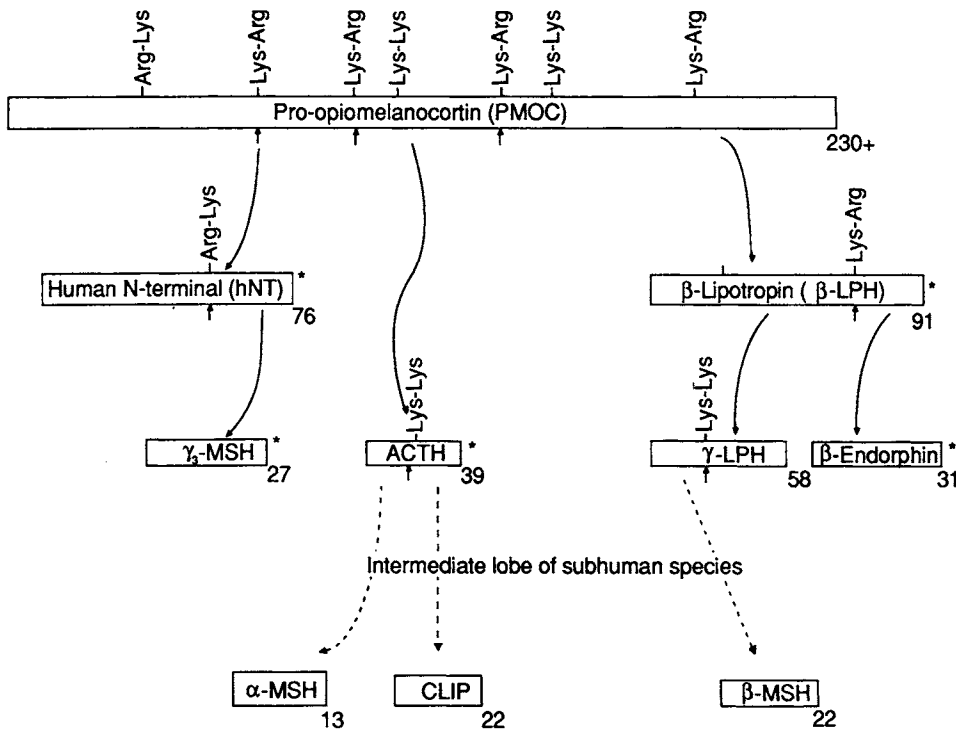 Arg-Lys
Lys-Arg
Lys-Arg
Lys-Lys
Lys-Arg
Lys-Lys
Lys-Arg
Pro-opiomelanocortin (PMOC)
230+
Arg-Lys
Lys-Arg
Human N-terminal (hNT) *
76
β-Lipotropin ( β-LPH) *
91
Lys-Lys
Lys-Lys
γ3-MSH *
27
ACTH *
39
γ-LPH
58
β-Endorphin *
31
Intermediate lobe of subhuman species
α-MSH
13
CLIP
22
β-MSH
22